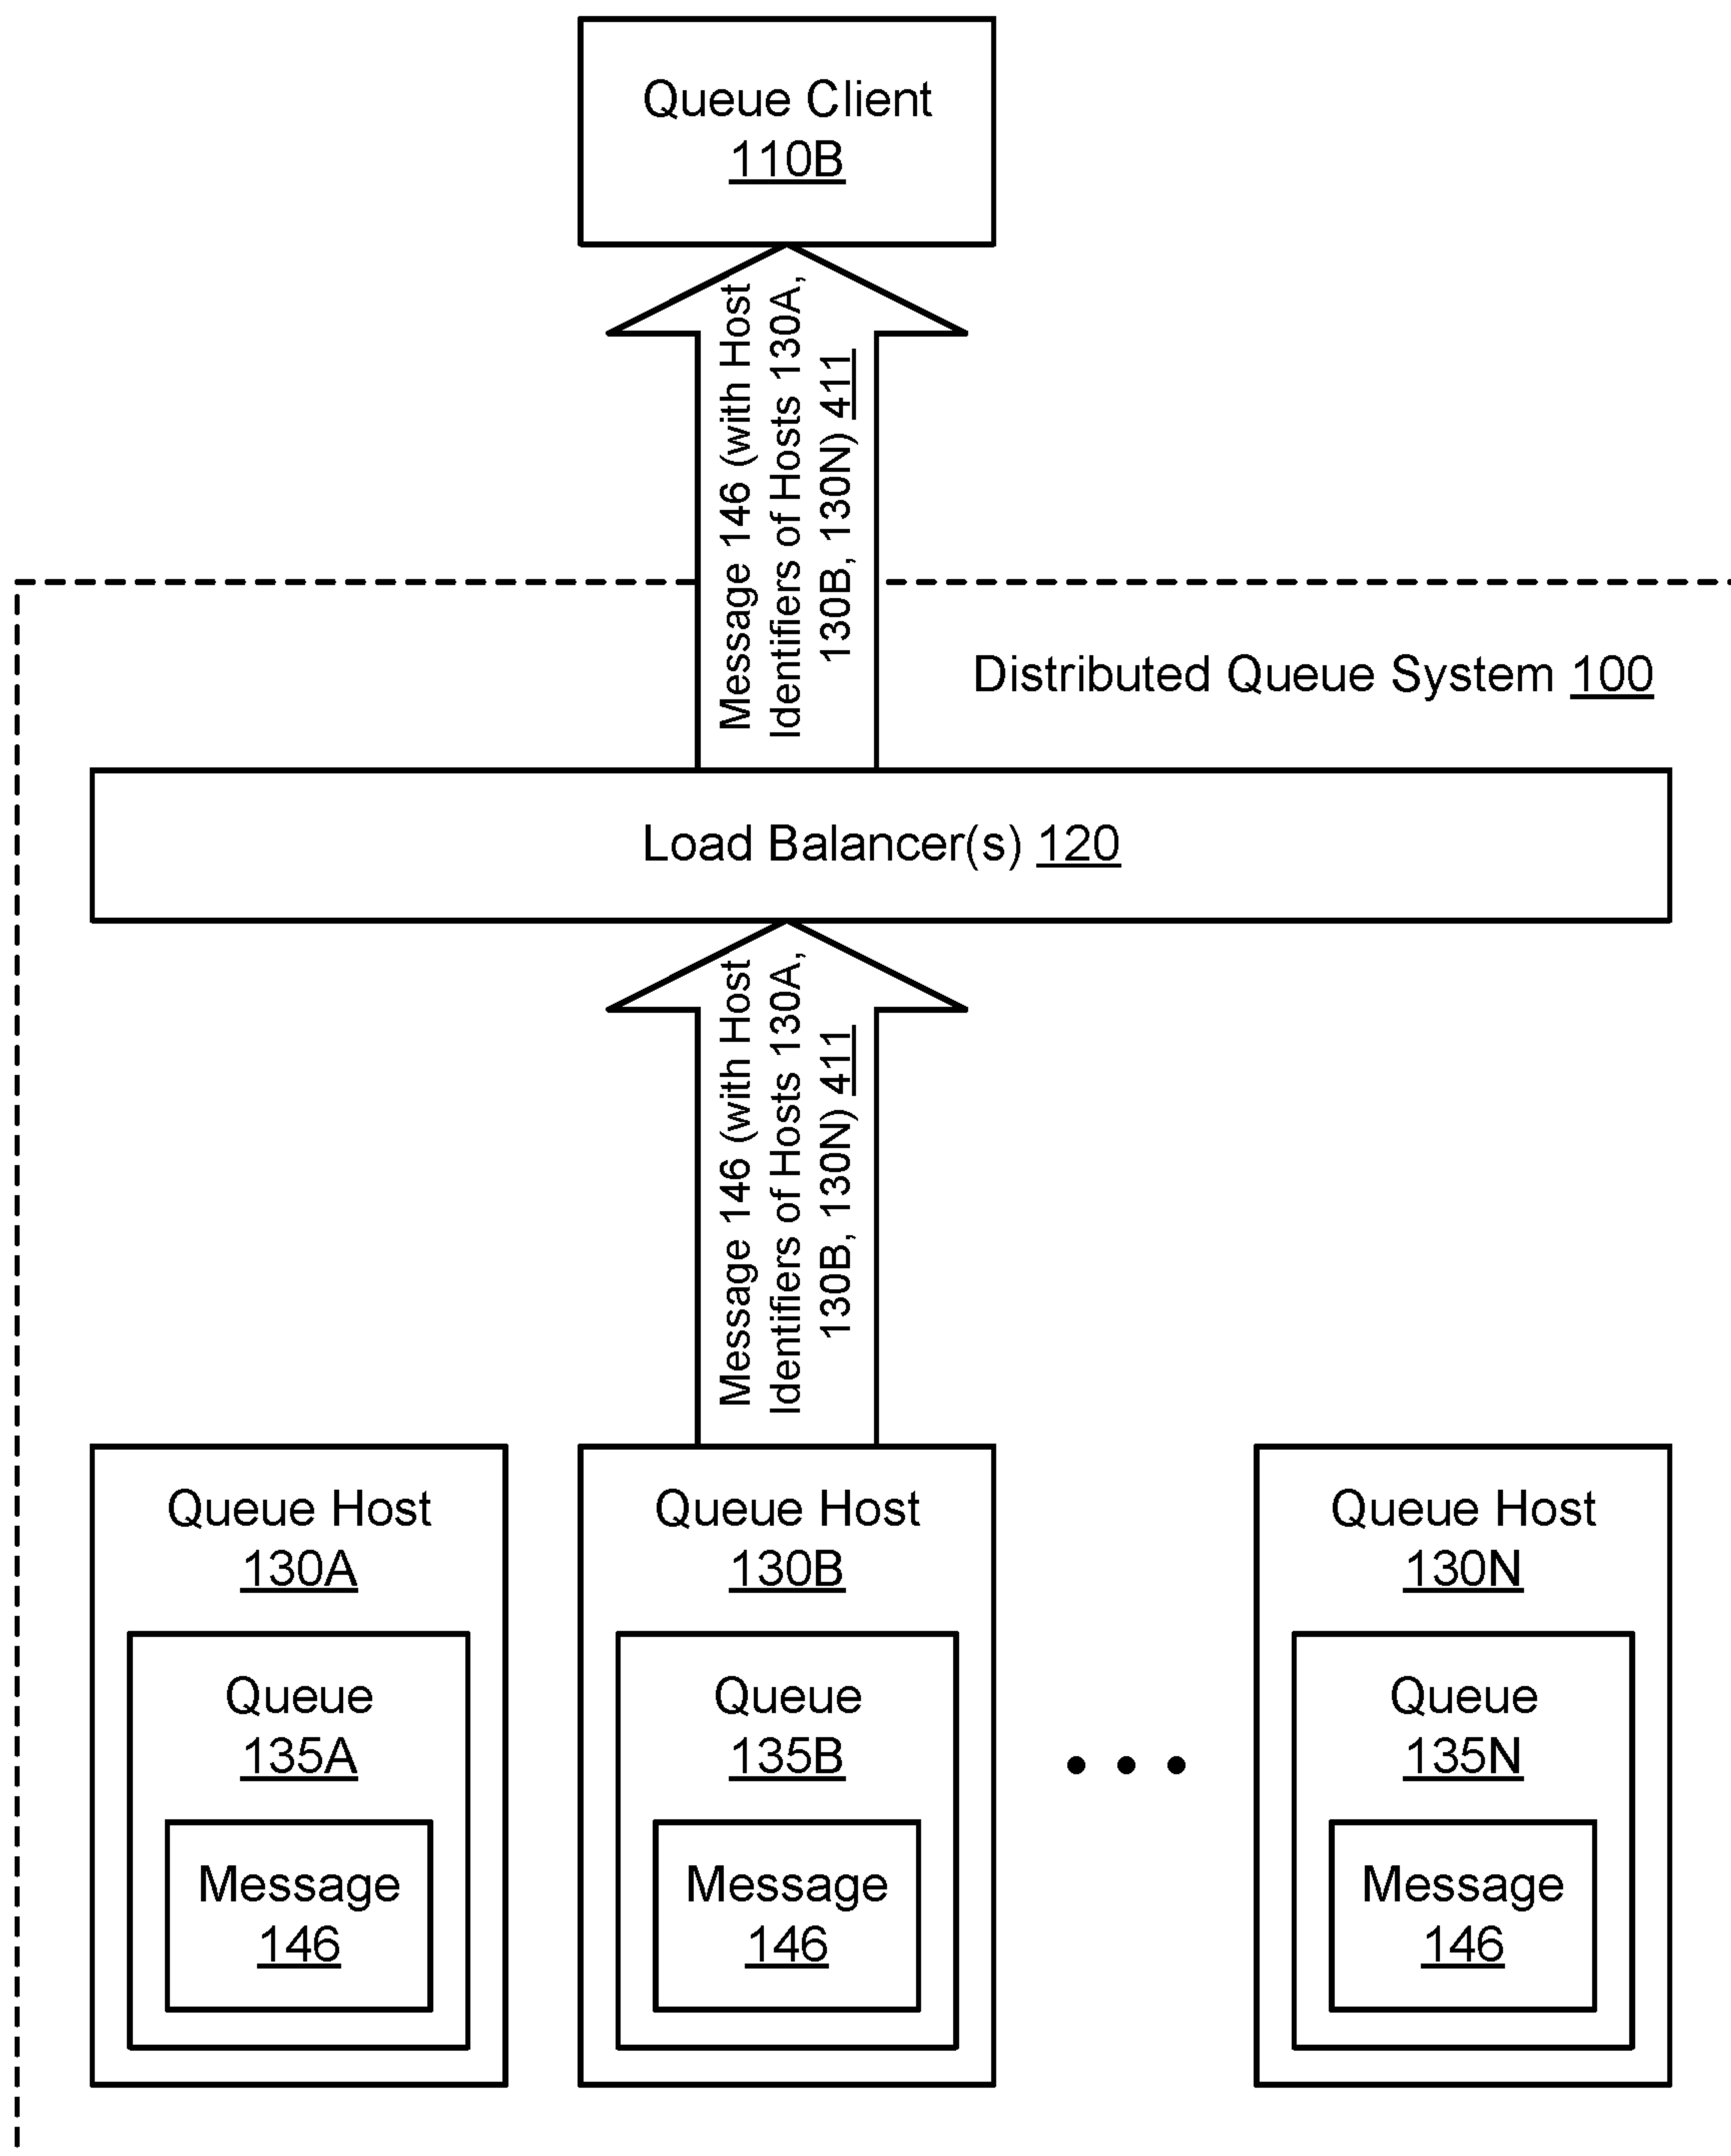 Queue Client
110B
Message 146 (with Host
Identifiers of Hosts 130A,
130B, 130N) 411
Distributed Queue System 100
Load Balancer(s) 120
Message 146 (with Host
Identifiers of Hosts 130A,
130B, 130N) 411
Queue Host
130A
Queue
135A
Message
146
Queue Host
130B
Queue
135B
Message
146
Queue Host
130N
Queue
135N
Message
146